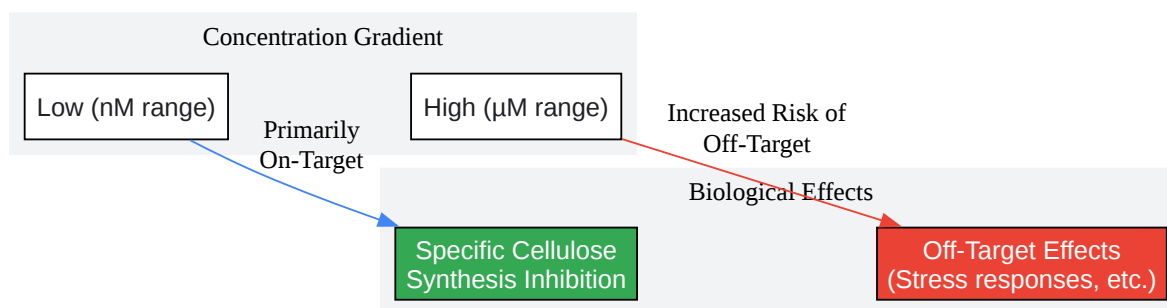 Concentration Gradient
Low (nM range)
High (µM range)
Primarily
On-Target
Increased Risk of
Off-Target
Biological Effects
Specific Cellulose
Synthesis Inhibition
Off-Target Effects
(Stress responses, etc.)